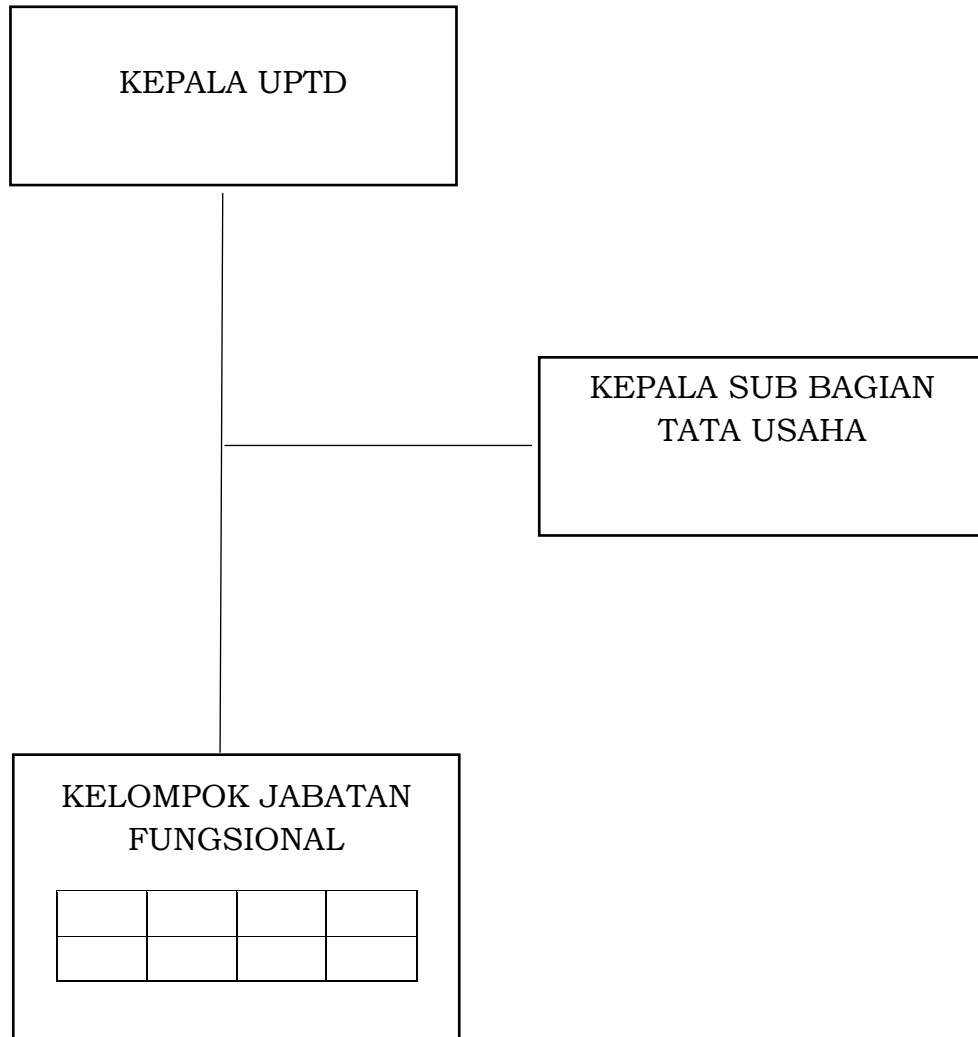 KEPALA UPTD
KEPALA SUB BAGIAN
TATA USAHA
KELOMPOK JABATAN
FUNGSIONAL